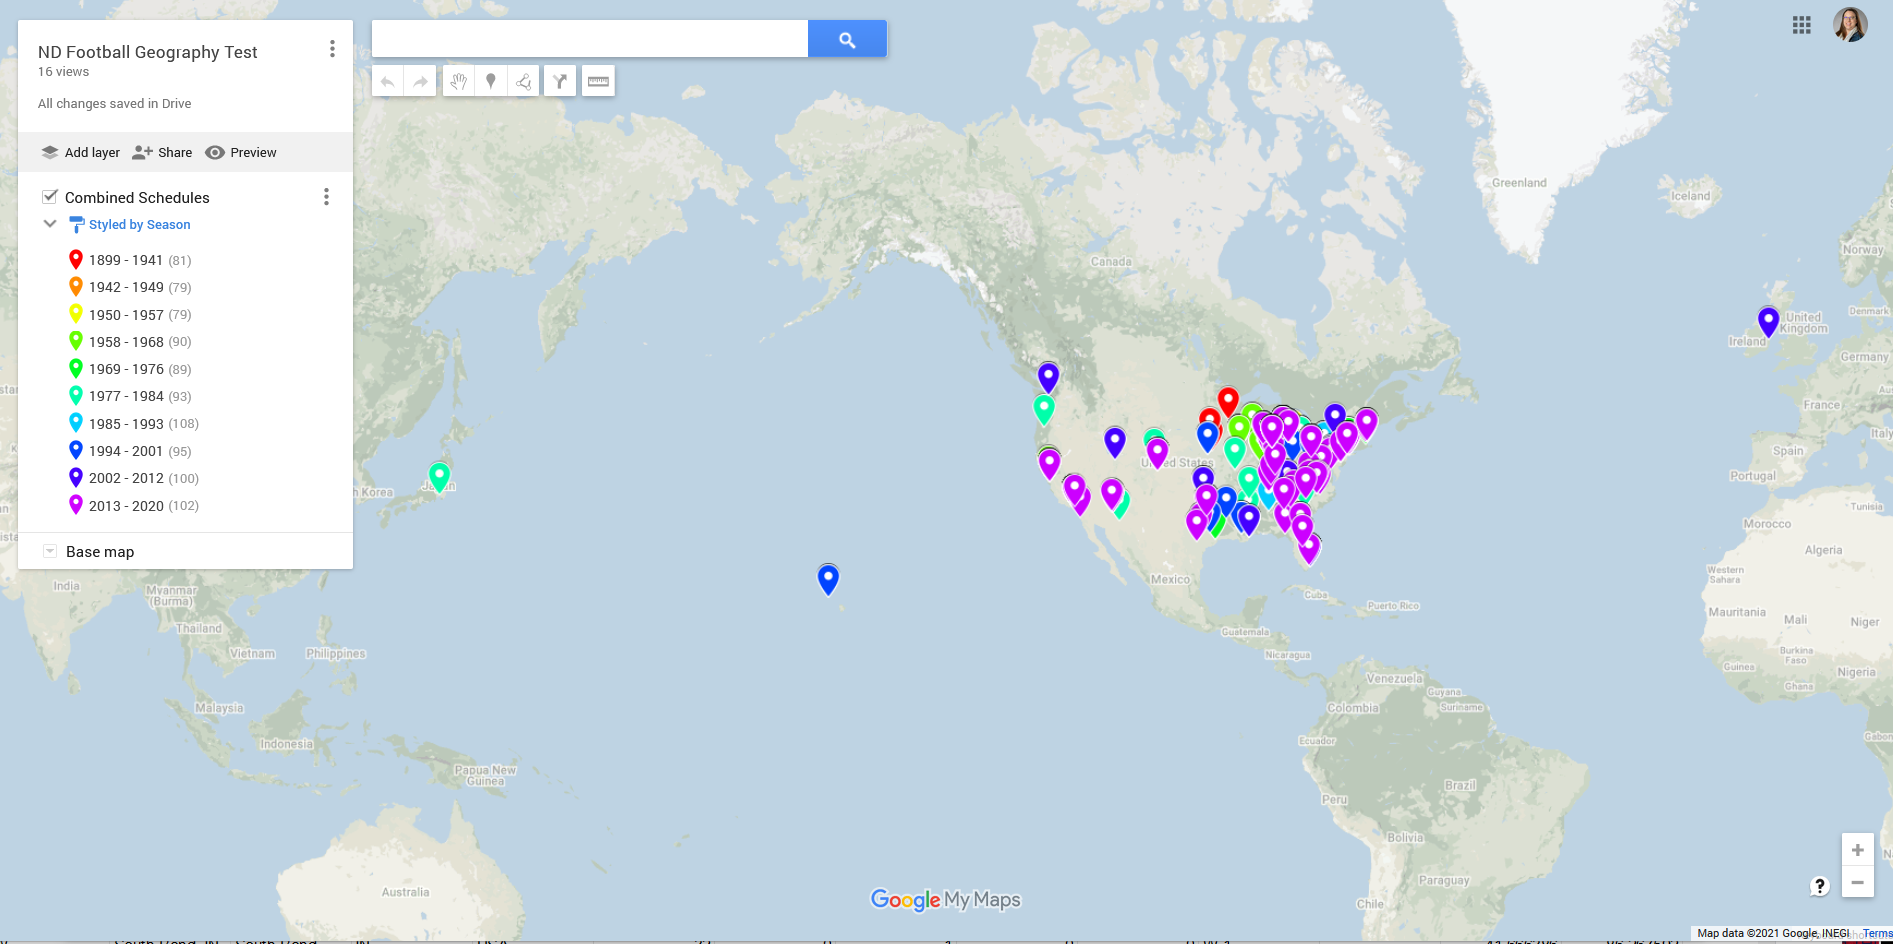 ND Football Geography Test
16 views
All changes saved in Drive
Add layer Share Preview
Combined Schedules
Styled by Season
1899 - 1941 (81)
1942 - 1949 (79)
1950 - 1957 (79)
1958 - 1968 (90)
1969 - 1976 (89)
1977 - 1984 (93)
1985 - 1993 (108)
1994 - 2001 (95)
2002 - 2012 (100)
2013 - 2020 (102)
Base map
Greenland
Iceland
Norway
Canada
United
Kingdom
Denmark
Ireland
Germany
France
Italy
Spain
Portugal
United States
Korea
Tunisia
Morocco
Algeria
Western
Sahara
Mexico
Cuba
Puerto Rico
Mauritania
Mali
Niger
Guatemala
Nicaragua
Burkina
Faso
Guinea
Nigeria
Ghana
India
Myanmar
(Burma)
Thailand
Vietnam
Philippines
Malaysia
Indonesia
Papua New
Guinea
Venezuela
Guyana
Colombia
Suriname
Ecuador
Gabon
Brazil
Peru
Bolivia
Paraguay
Chile
Australia
Google My Maps
+
−
?
Map data ©2021 Google, INEGI Terms